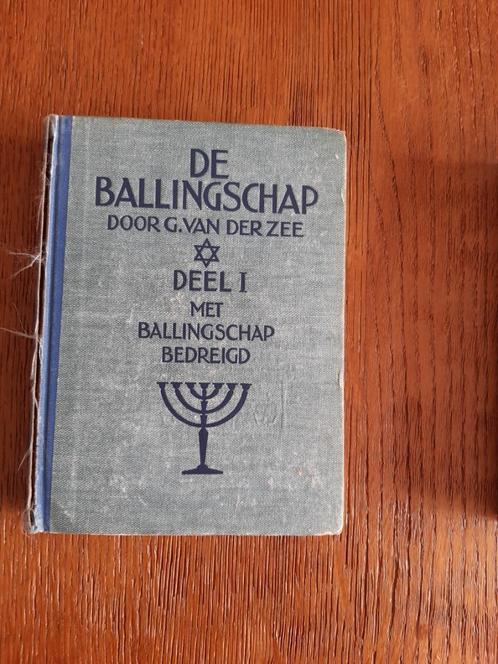 DE
BALLINGSCHAP
DOOR G. VAN DER ZEE
DEEL I
MET
BALLINGSCHAP
BEDREIGD